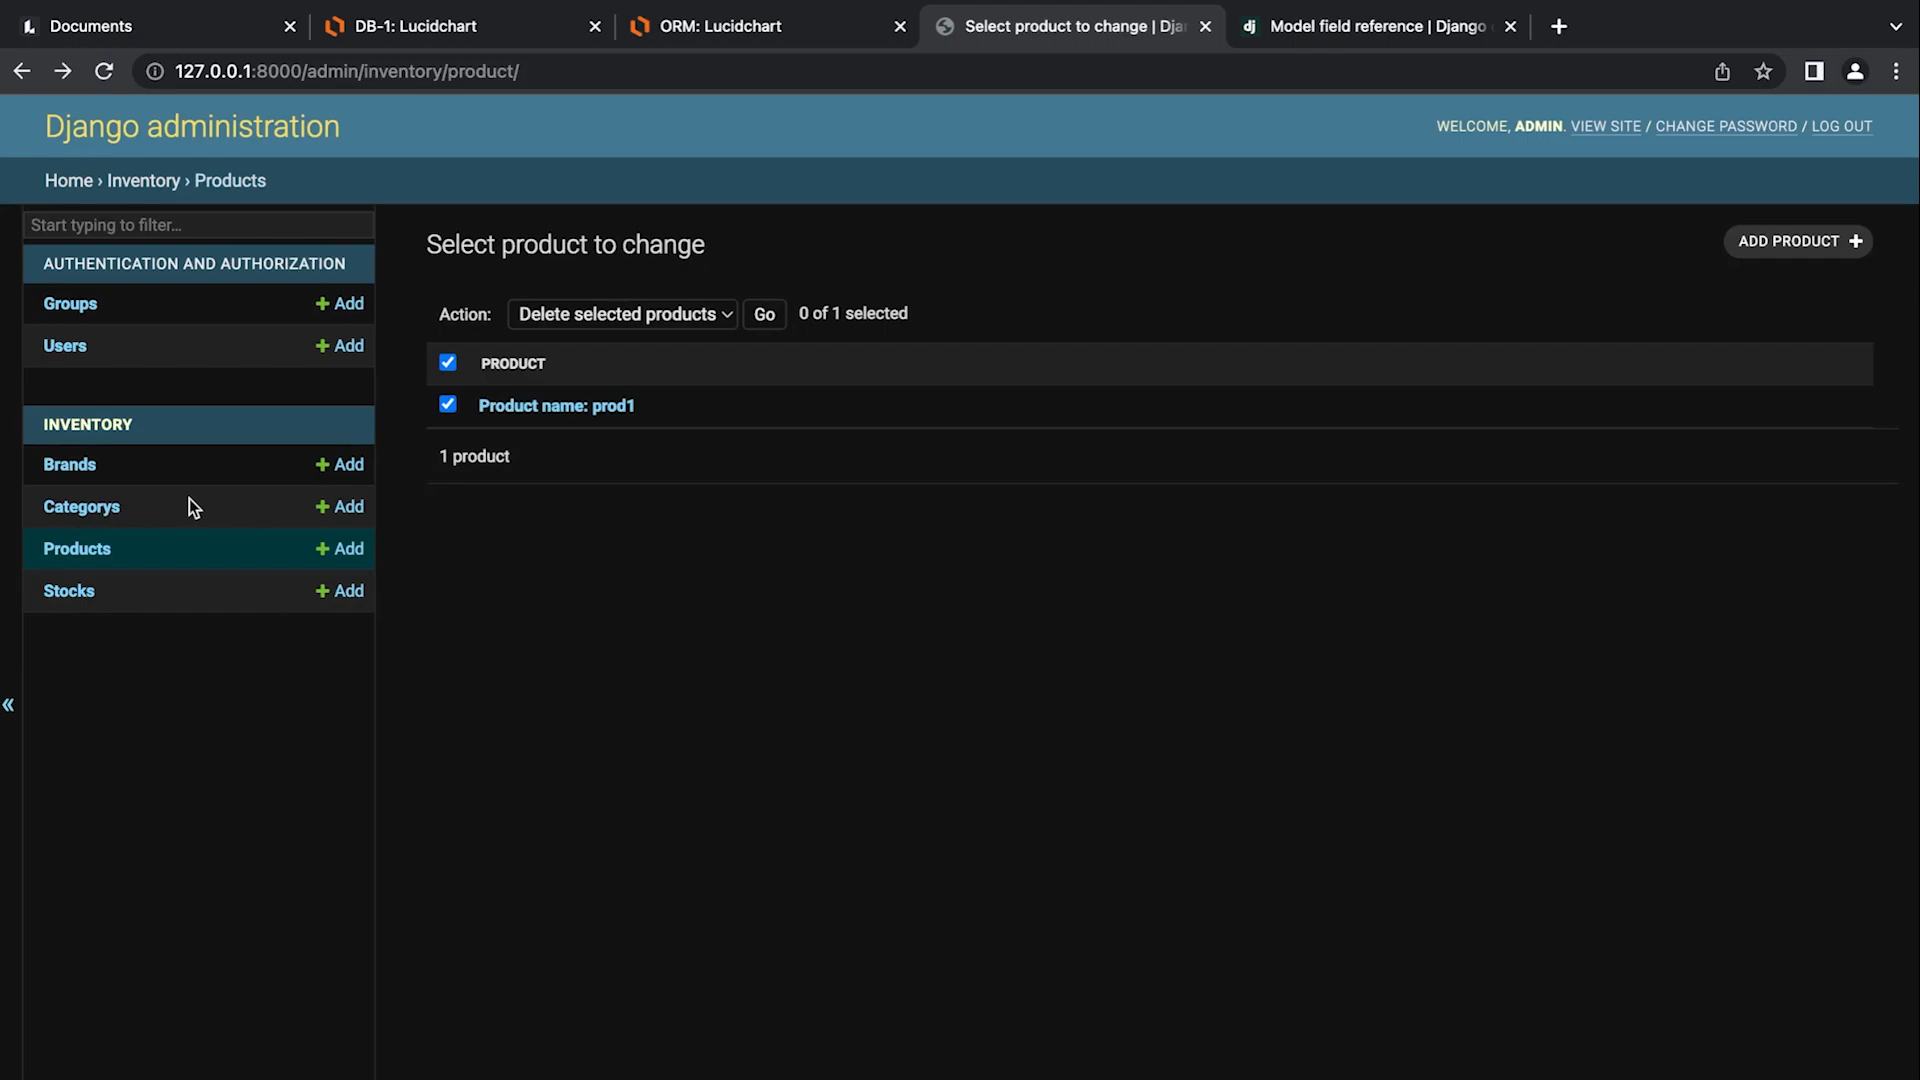 Documents
DB-1: Lucidchart
ORM: Lucidchart
Select product to change | Dja
dj Model field reference | Django
127.0.0.1:8000/admin/inventory/product/
Django administration
WELCOME, ADMIN. VIEW SITE / CHANGE PASSWORD / LOG OUT
Home › Inventory › Products
Start typing to filter...
AUTHENTICATION AND AUTHORIZATION
Groups + Add
Users + Add
INVENTORY
Brands + Add
Categorys + Add
Products + Add
Stocks + Add
«
Select product to change
ADD PRODUCT +
Action: Delete selected products Go 0 of 1 selected
PRODUCT
Product name: prod1
1 product